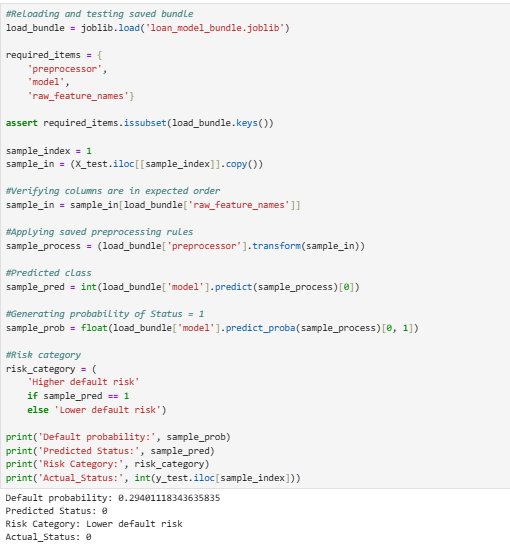 #Reloading and testing saved bundle
load_bundle = joblib.load('loan_model_bundle.joblib')
required_items = {
    'preprocessor',
    'model',
    'raw_feature_names'}
assert required_items.issubset(load_bundle.keys())
sample_index = 1
sample_in = (X_test.iloc[[sample_index]].copy())
#Verifying columns are in expected order
sample_in = sample_in[load_bundle['raw_feature_names']]
#Applying saved preprocessing rules
sample_process = (load_bundle['preprocessor'].transform(sample_in))
#Predicted class
sample_pred = int(load_bundle['model'].predict(sample_process)[0])
#Generating probability of Status = 1
sample_prob = float(load_bundle['model'].predict_proba(sample_process)[0, 1])
#Risk category
risk_category = (
    'Higher default risk'
    if sample_pred == 1
    else 'Lower default risk')
print('Default probability:', sample_prob)
print('Predicted Status:', sample_pred)
print('Risk Category:', risk_category)
print('Actual_Status:', int(y_test.iloc[sample_index]))
Default probability: 0.29401118343635835
Predicted Status: 0
Risk Category: Lower default risk
Actual_Status: 0